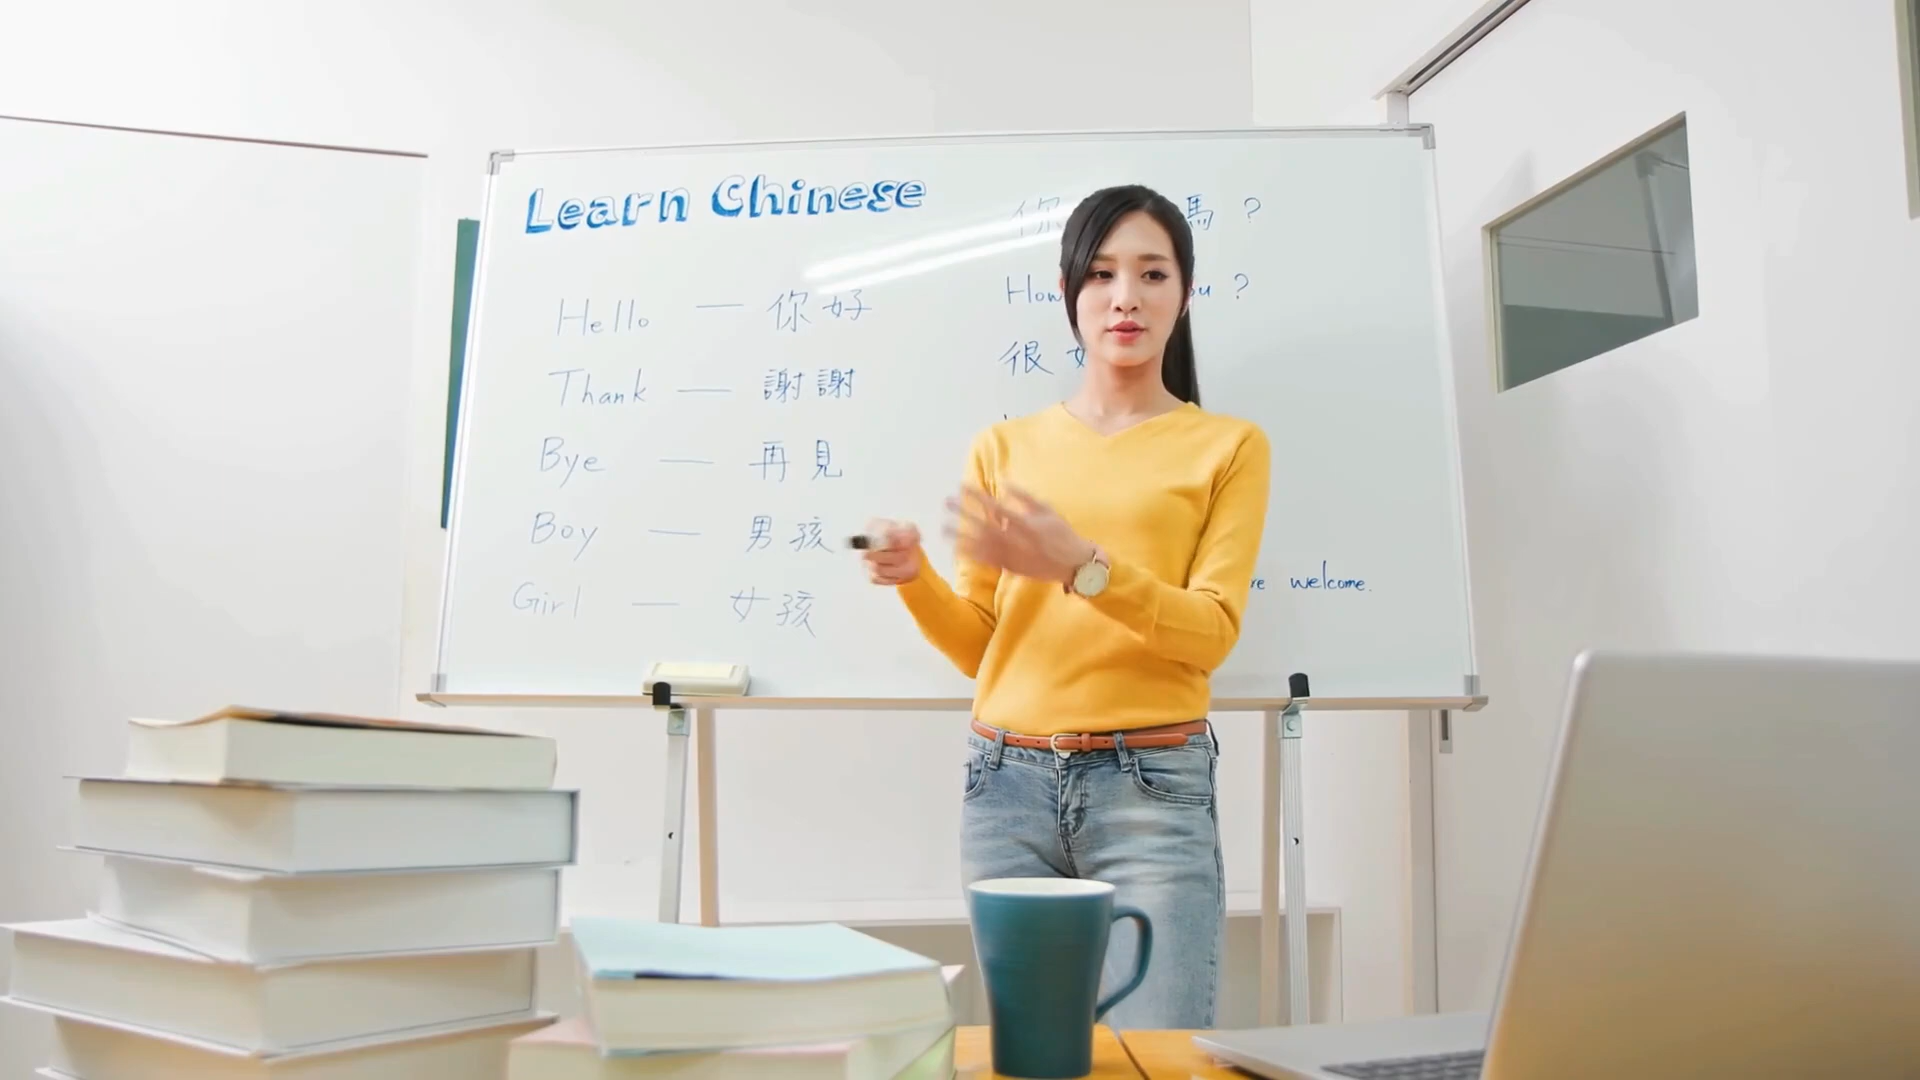 Learn Chinese
Hello — 你好
Thank — 謝謝
Bye — 再見
Boy — 男孩
Girl — 女孩
你 ?
How ?
很
welcome.